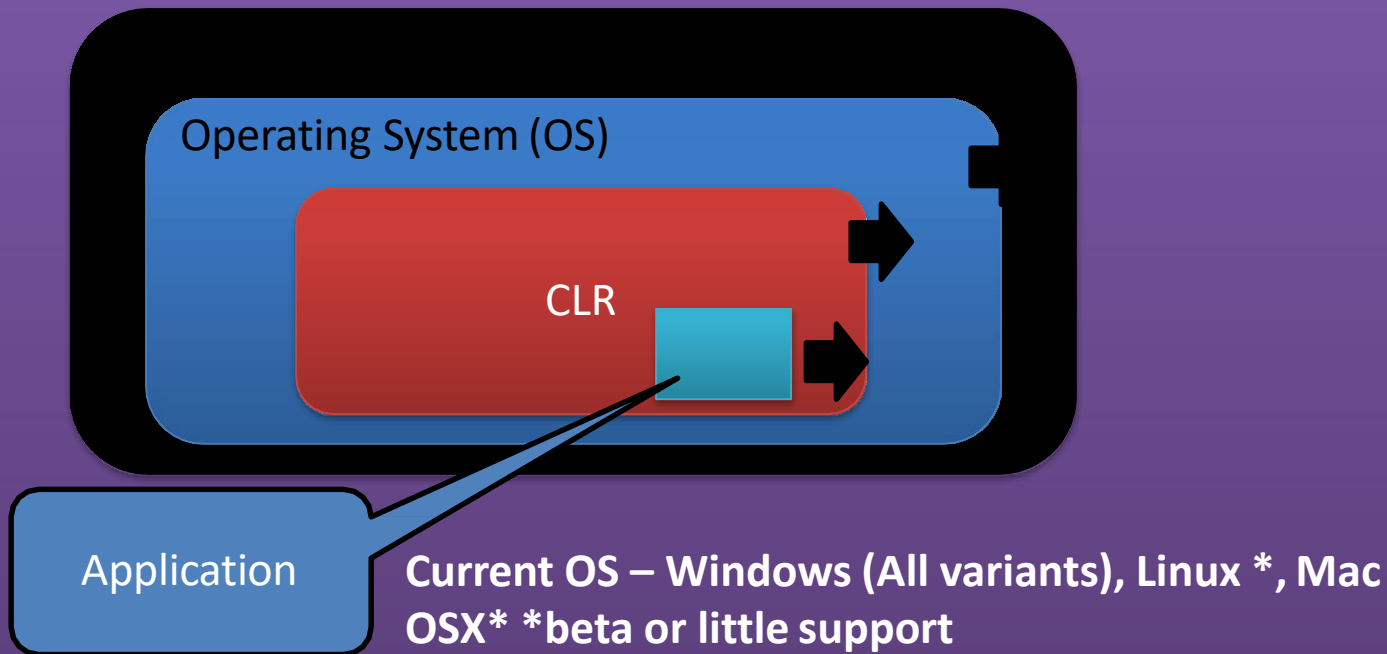 Operating System (OS)
CLR
Application
Current OS – Windows (All variants), Linux *, Mac
OSX* *beta or little support